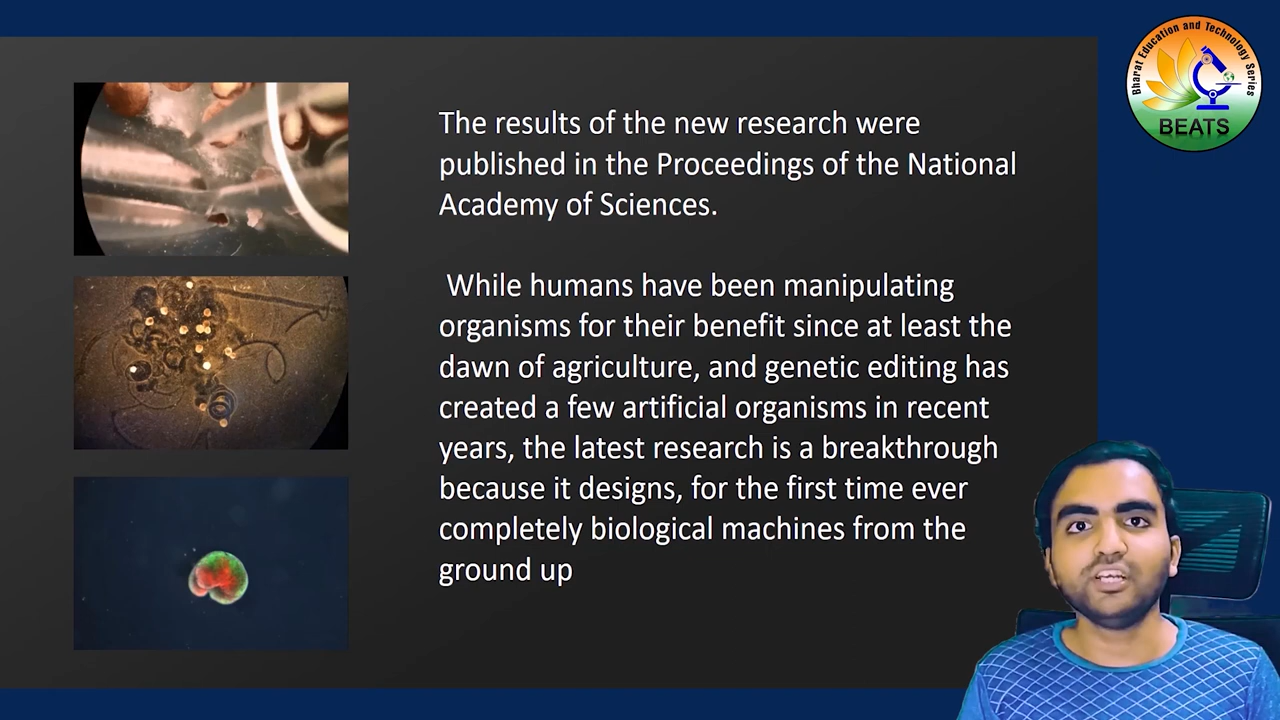 Bharat Education and Technology Series
BEATS
The results of the new research were
published in the Proceedings of the National
Academy of Sciences.
While humans have been manipulating
organisms for their benefit since at least the
dawn of agriculture, and genetic editing has
created a few artificial organisms in recent
years, the latest research is a breakthrough
because it designs, for the first time ever
completely biological machines from the
ground up